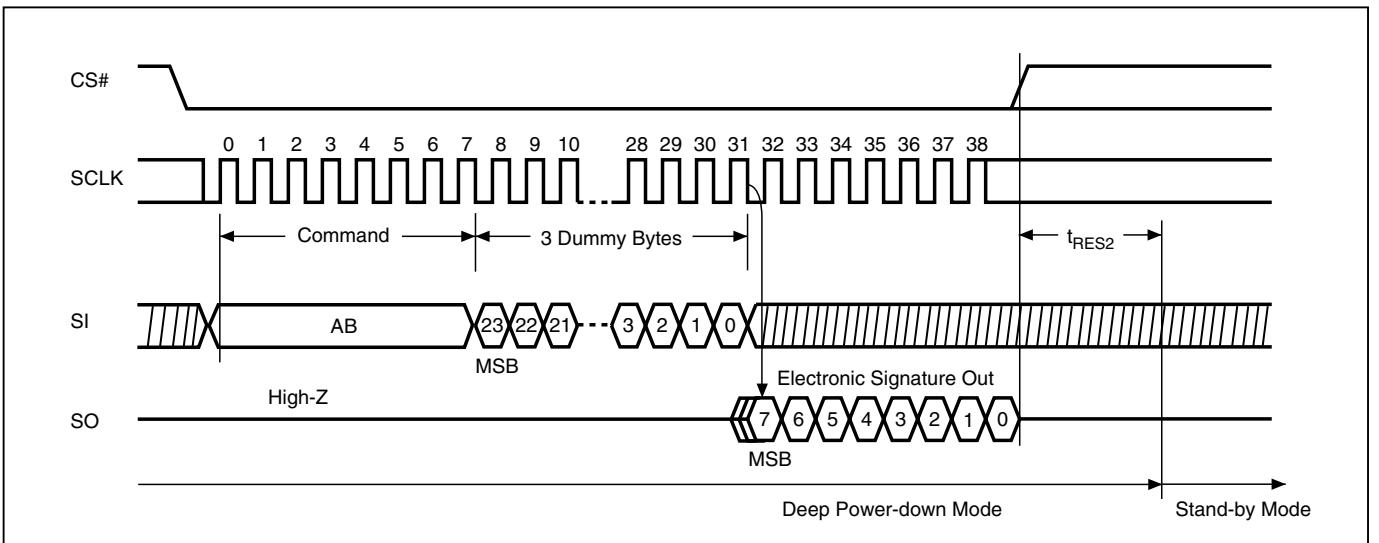 CS#
0 1 2 3 4 5 6 7 8 9 10 28 29 30 31 32 33 34 35 36 37 38
SCLK
Command 3 Dummy Bytes tRES2
SI AB 23 22 21 3 2 1 0
MSB
High-Z Electronic Signature Out
SO 7 6 5 4 3 2 1 0
MSB
Deep Power-down Mode Stand-by Mode